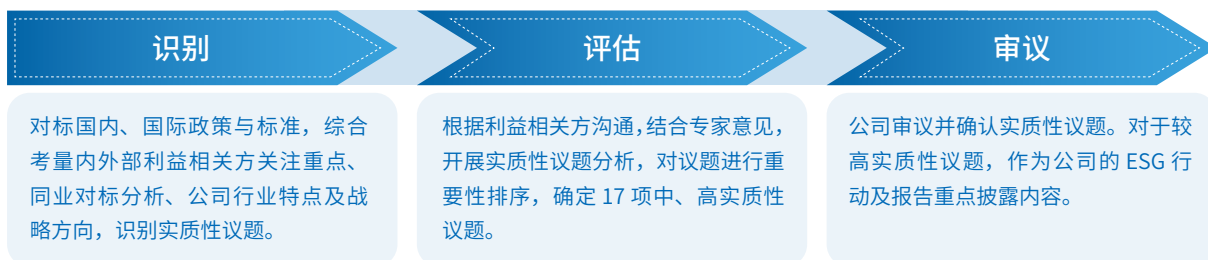 识别
评估
审议
对标国内、国际政策与标准，综合
考量内外部利益相关方关注重点、
同业对标分析、公司行业特点及战
略方向，识别实质性议题。
根据利益相关方沟通，结合专家意见，
开展实质性议题分析，对议题进行重
要性排序，确定 17 项中、高实质性
议题。
公司审议并确认实质性议题。对于较
高实质性议题，作为公司的 ESG 行
动及报告重点披露内容。